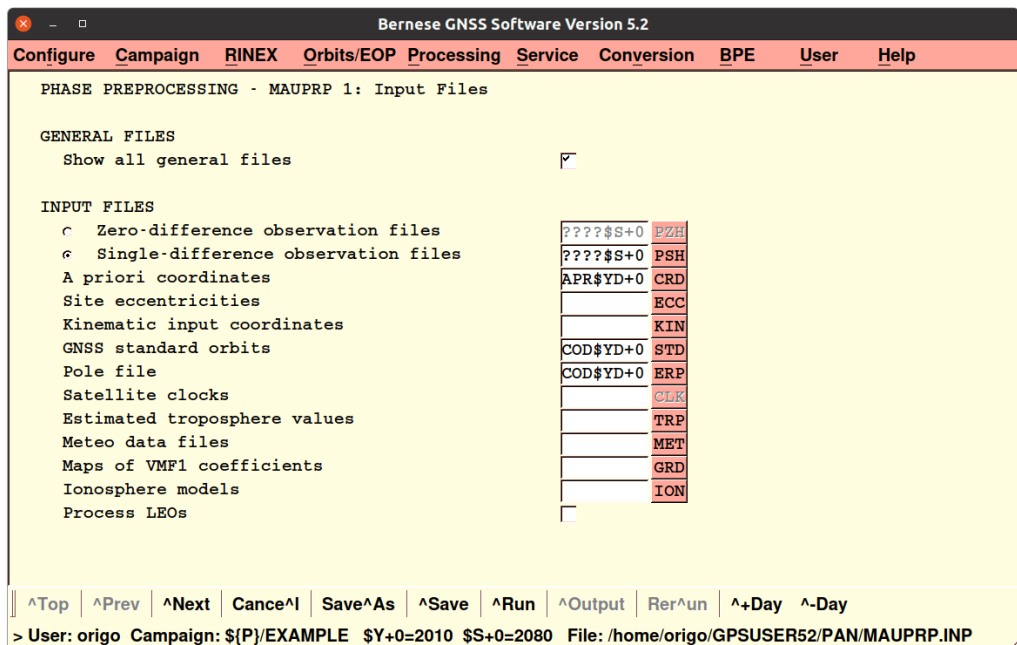 Bernese GNSS Software Version 5.2
Configure Campaign RINEX Orbits/EOP Processing Service Conversion BPE User Help
PHASE PREPROCESSING - MAUPRP 1: Input Files
GENERAL FILES
Show all general files
INPUT FILES
Zero-difference observation files ????$S+0 PZH
Single-difference observation files ????$S+0 PSH
A priori coordinates APR$YD+0 CRD
Site eccentricities ECC
Kinematic input coordinates KIN
GNSS standard orbits COD$YD+0 STD
Pole file COD$YD+0 ERP
Satellite clocks CLK
Estimated troposphere values TRP
Meteo data files MET
Maps of VMF1 coefficients GRD
Ionosphere models ION
Process LEOs
^Top ^Prev ^Next Cance^l Save^As ^Save ^Run ^Output Rer^un ^+Day ^-Day
> User: origo Campaign: ${P}/EXAMPLE $Y+0=2010 $S+0=2080 File: /home/origo/GPSUSER52/PAN/MAUPRP.INP